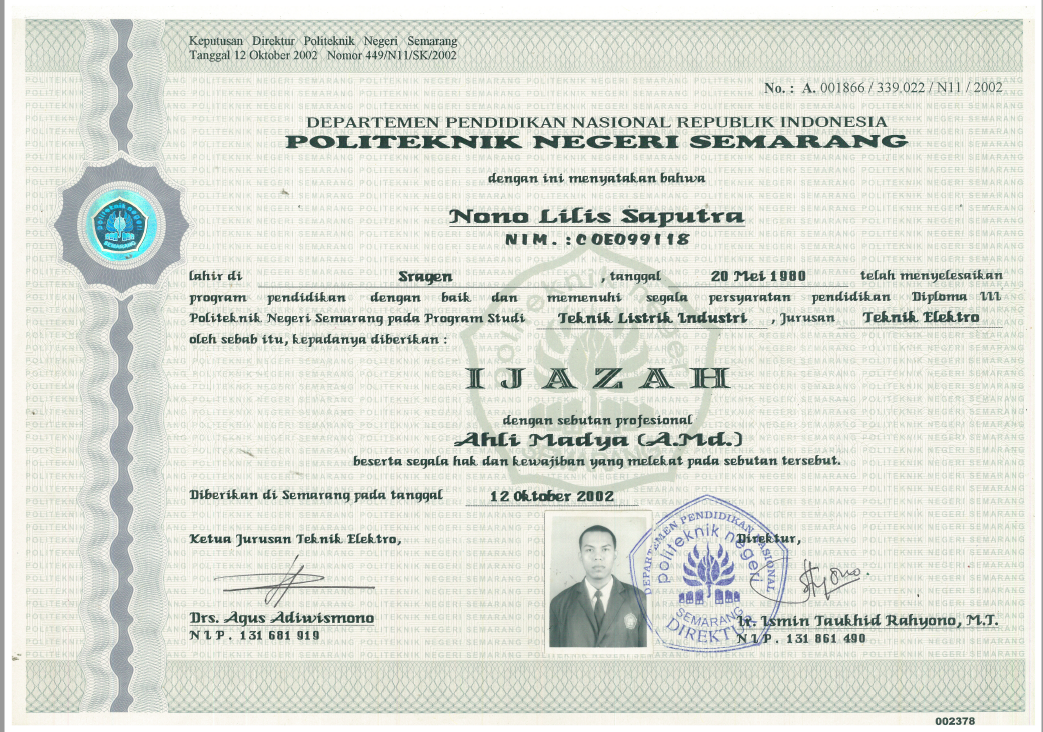 Keputusan Direktur Politeknik Negeri Semarang
Tanggal 12 Oktober 2002 Nomor 449/N11/SK/2002
No. : A. 001866 / 339.022 / N11 / 2002
DEPARTEMEN PENDIDIKAN NASIONAL REPUBLIK INDONESIA
POLITEKNIK NEGERI SEMARANG
dengan ini menyatakan bahwa
Nono Lilis Saputra
NIM. : C0E099118
lahir di Sragen , tanggal 20 Mei 1980 telah menyelesaikan
program pendidikan dengan baik dan memenuhi segala persyaratan pendidikan Diploma III
Politeknik Negeri Semarang pada Program Studi Teknik Listrik Industri , Jurusan Teknik Elektro
oleh sebab itu, kepadanya diberikan :
politeknik negeri
SEMARANG
IJAZAH
dengan sebutan profesional
Ahli Madya (A.Md.)
beserta segala hak dan kewajiban yang melekat pada sebutan tersebut.
Diberikan di Semarang pada tanggal 12 Oktober 2002
Ketua Jurusan Teknik Elektro,
Direktur,
DEPARTEMEN PENDIDIKAN NASIONAL
politeknik negeri
SEMARANG
DIREKTUR
Drs. Agus Adiwismono
NIP. 131 681 919
Ir. Ismin Taukhid Rahyono, M.T.
NIP. 131 861 490
politeknik negeri
SEMARANG
002378